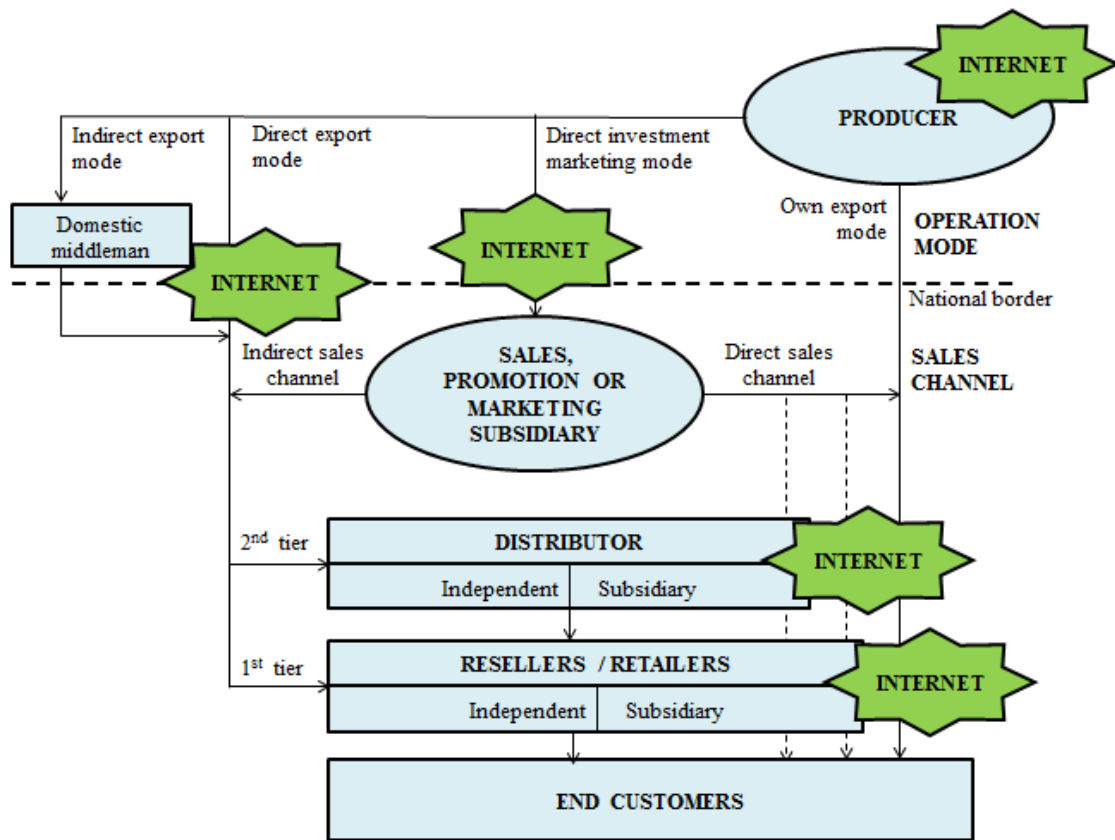 INTERNET
PRODUCER
Indirect export
mode
Direct export
mode
Direct investment
marketing mode
Own export
mode
OPERATION
MODE
Domestic
middleman
INTERNET
INTERNET
National border
Indirect sales
channel
SALES,
PROMOTION OR
MARKETING
SUBSIDIARY
Direct sales
channel
SALES
CHANNEL
2nd tier
DISTRIBUTOR
Independent
Subsidiary
INTERNET
1st tier
RESELLERS / RETAILERS
Independent
Subsidiary
INTERNET
END CUSTOMERS